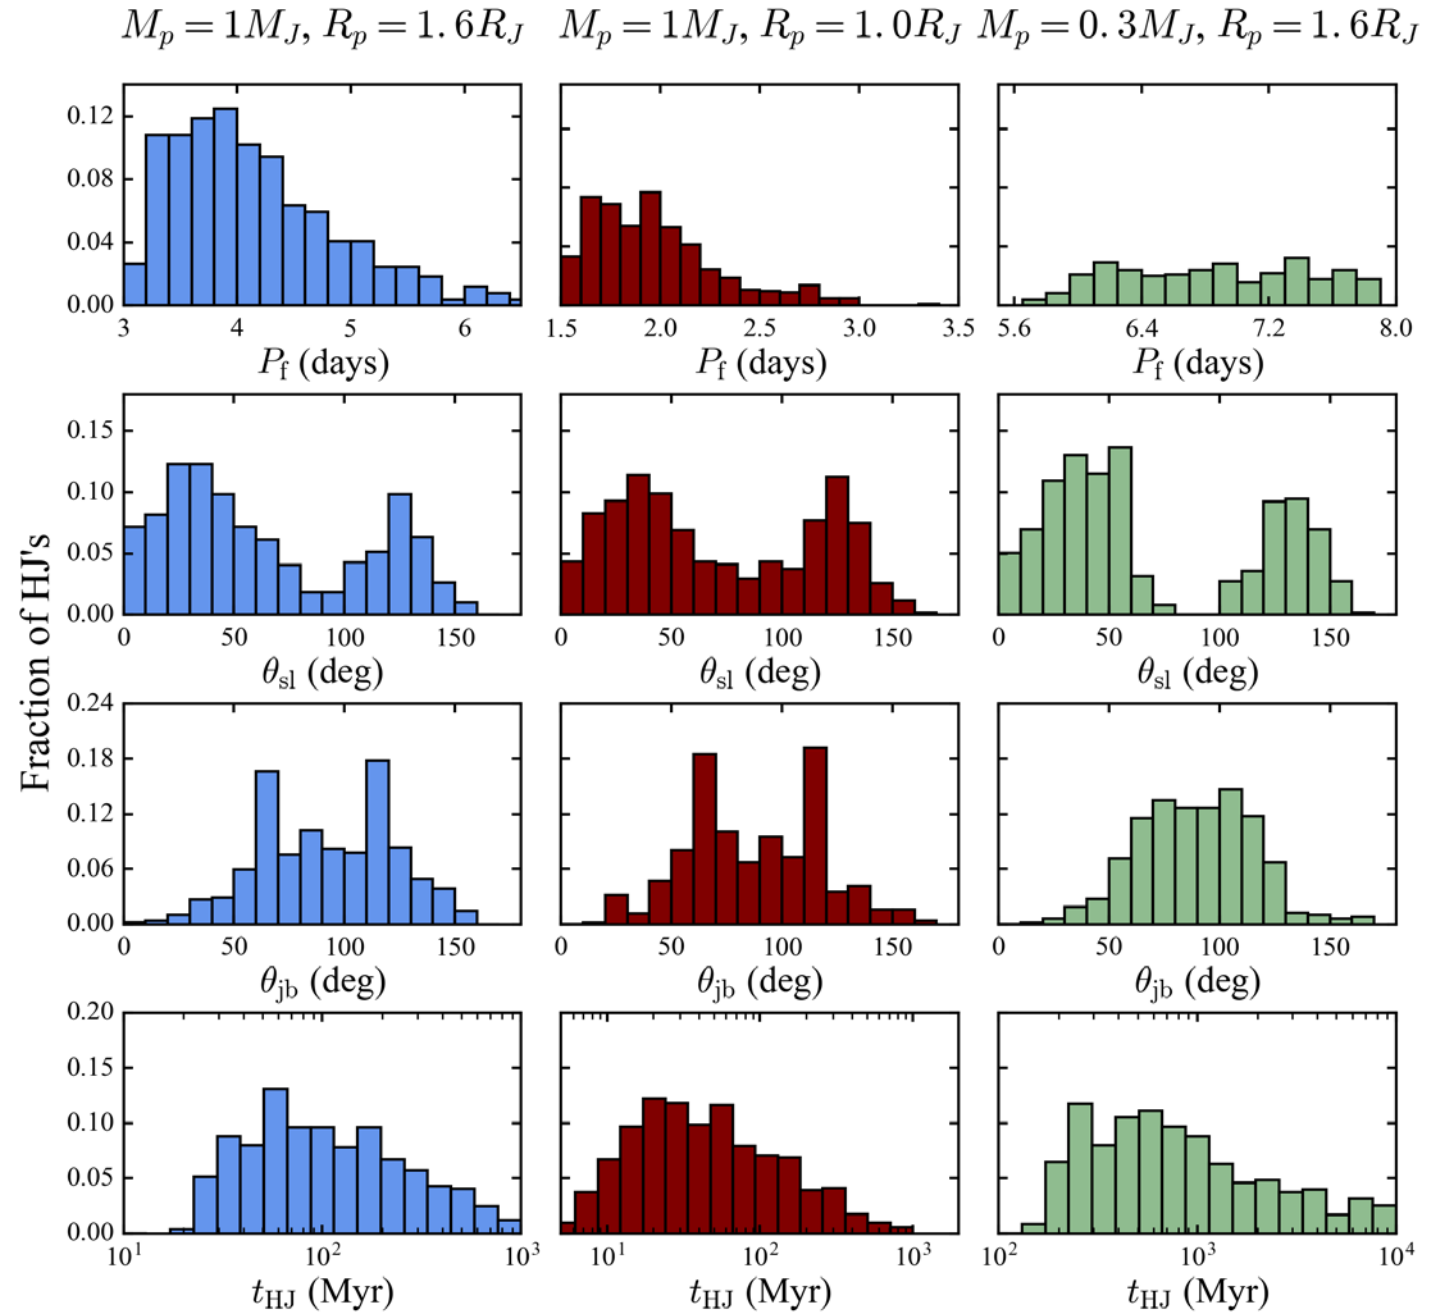 M_p = 1M_J, R_p = 1.6R_J M_p = 1M_J, R_p = 1.0R_J M_p = 0.3M_J, R_p = 1.6R_J
0.12
0.08
0.04
0.00
3 4 5 6 1.5 2.0 2.5 3.0 3.5 5.6 6.4 7.2 8.0
P_f (days) P_f (days) P_f (days)
Fraction of HJ's
0.15
0.10
0.05
0.00
0 50 100 150 0 50 100 150 0 50 100 150
θ_sl (deg) θ_sl (deg) θ_sl (deg)
0.24
0.18
0.12
0.06
0.00
0 50 100 150 0 50 100 150 0 50 100 150
θ_jb (deg) θ_jb (deg) θ_jb (deg)
0.20
0.15
0.10
0.05
0.00
10^1 10^2 10^3 10^1 10^2 10^3 10^2 10^3 10^4
t_HJ (Myr) t_HJ (Myr) t_HJ (Myr)